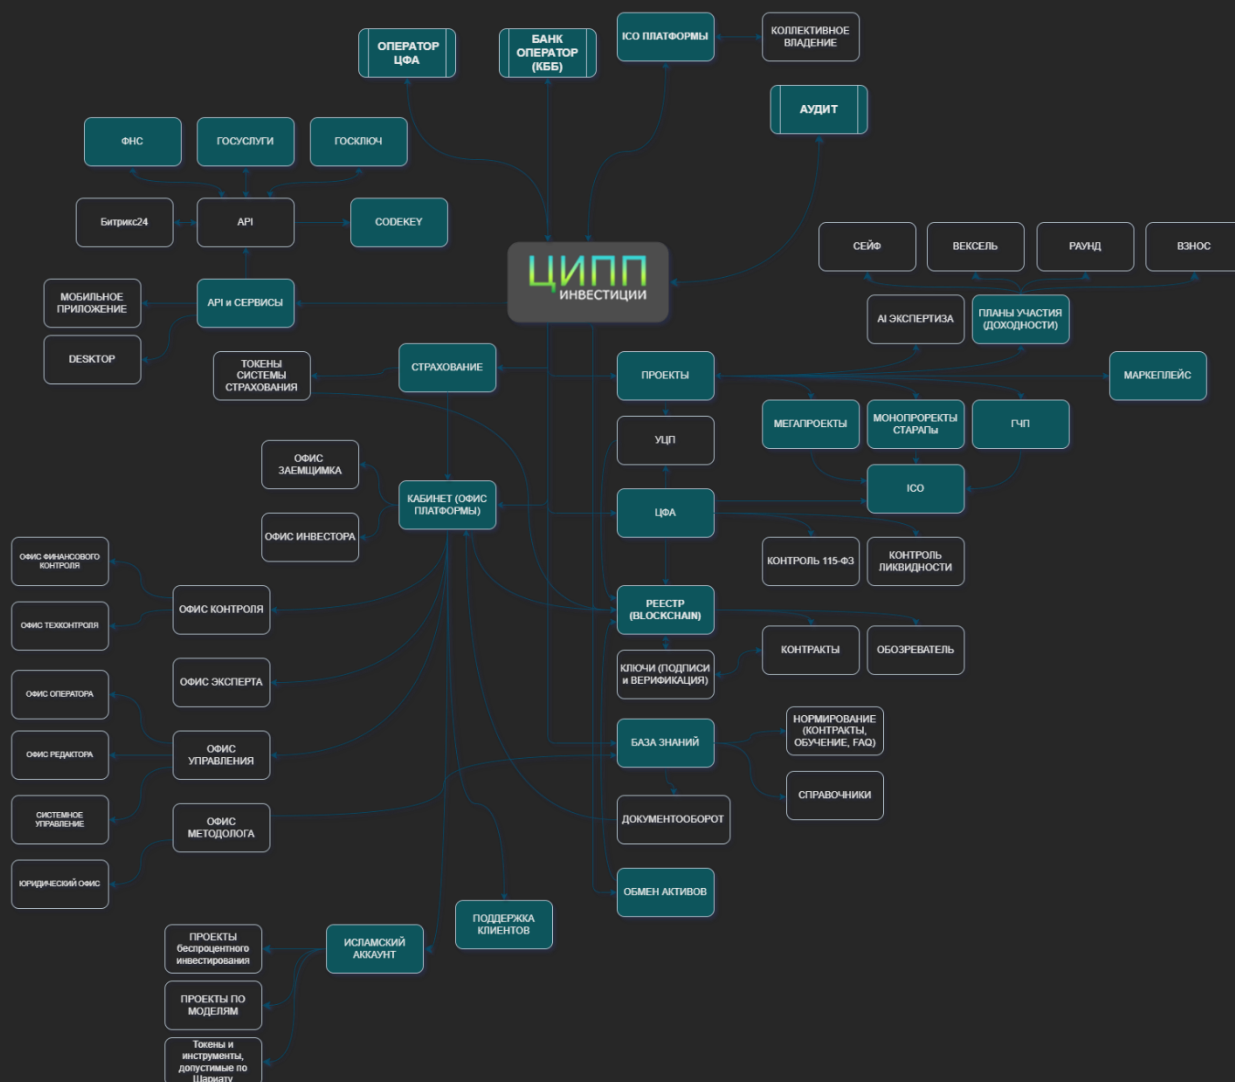 ОПЕРАТОР
ЦФА
БАНК
ОПЕРАТОР
(КББ)
ICO ПЛАТФОРМЫ
КОЛЛЕКТИВНОЕ
ВЛАДЕНИЕ
АУДИТ
ФНС
ГОСУСЛУГИ
ГОСКЛЮЧ
Битрикс24
API
CODEKEY
ЦИПП
ИНВЕСТИЦИИ
СЕЙФ
ВЕКСЕЛЬ
РАУНД
ВЗНОС
МОБИЛЬНОЕ
ПРИЛОЖЕНИЕ
API и СЕРВИСЫ
AI ЭКСПЕРТИЗА
ПЛАНЫ УЧАСТИЯ
(ДОХОДНОСТИ)
DESKTOP
ТОКЕНЫ
СИСТЕМЫ
СТРАХОВАНИЯ
СТРАХОВАНИЕ
ПРОЕКТЫ
МАРКЕПЛЕЙС
УЦП
МЕГАПРОЕКТЫ
МОНОПРОРЕКТЫ
СТАРАПы
ГЧП
ОФИС
ЗАЕМЩИМКА
КАБИНЕТ (ОФИС
ПЛАТФОРМЫ)
ЦФА
ICO
ОФИС ИНВЕСТОРА
КОНТРОЛЬ 115-ФЗ
КОНТРОЛЬ
ЛИКВИДНОСТИ
ОФИС ФИНАНСОВОГО
КОНТРОЛЯ
ОФИС КОНТРОЛЯ
РЕЕСТР
(BLOCKCHAIN)
ОФИС ТЕХКОНТРОЛЯ
КОНТРАКТЫ
ОБОЗРЕВАТЕЛЬ
ОФИС ЭКСПЕРТА
КЛЮЧИ (ПОДПИСИ
и ВЕРИФИКАЦИЯ)
ОФИС ОПЕРАТОРА
ОФИС РЕДАКТОРА
ОФИС
УПРАВЛЕНИЯ
БАЗА ЗНАНИЙ
НОРМИРОВАНИЕ
(КОНТРАКТЫ,
ОБУЧЕНИЕ, FAQ)
СПРАВОЧНИКИ
СИСТЕМНОЕ
УПРАВЛЕНИЕ
ОФИС
МЕТОДОЛОГА
ДОКУМЕНТООБОРОТ
ЮРИДИЧЕСКИЙ ОФИС
ОБМЕН АКТИВОВ
ПОДДЕРЖКА
КЛИЕНТОВ
ПРОЕКТЫ
беспроцентного
инвестирования
ИСЛАМСКИЙ
АККАУНТ
ПРОЕКТЫ ПО
МОДЕЛЯМ
Токены и
инструменты,
допустимые по
Шариату